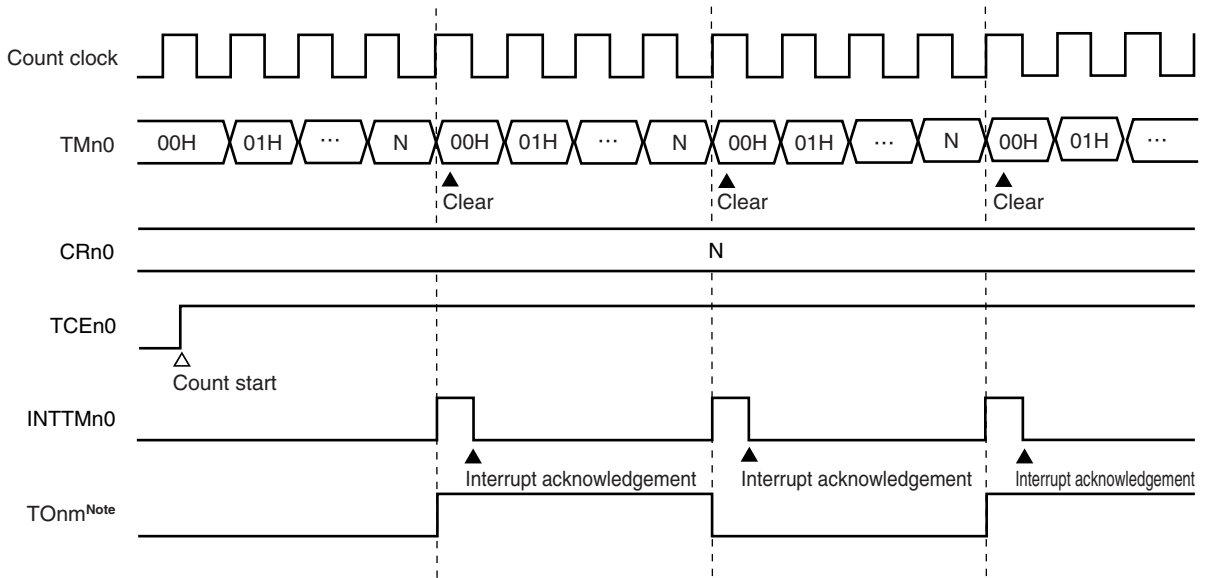 Count clock
TMn0 00H 01H ... N 00H 01H ... N 00H 01H ... N 00H 01H ...
Clear Clear Clear
CRn0 N
TCEn0
Count start
INTTMn0
Interrupt acknowledgement Interrupt acknowledgement Interrupt acknowledgement
TOnmNote